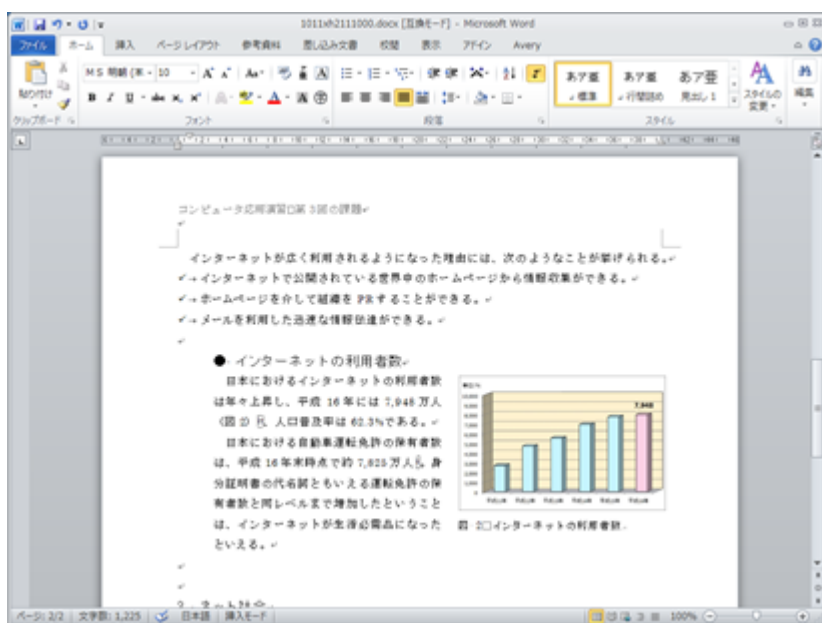 1011xh2111000.docx [互換モード] - Microsoft Word
ファイル ホーム 挿入 ページ レイアウト 参考資料 差し込み文書 校閲 表示 アドイン Avery
MS 明朝 (本 10
貼り付け
あア亜 あア亜 あア亜
標準 行間詰め 見出し 1
スタイルの変更
編集
クリップボード フォント 段落 スタイル
コンピュータ応用演習□第 3回の課題
インターネットが広く利用されるようになった理由には、次のようなことが挙げられる。
インターネットで公開されている世界中のホームページから情報収集ができる。
ホームページを介して組織を PR することができる。
メールを利用した迅速な情報伝達ができる。
● インターネットの利用者数
日本におけるインターネットの利用者数
は年々上昇し、平成 16 年には 7,948 万人
(図 2) 、人口普及率は 62.3%である。
日本における自動車運転免許の保有者数
は、平成 16 年末時点で約 7,825 万人 。身
分証明書の代名詞ともいえる運転免許の保
有者数と同レベルまで増加したということ
は、インターネットが生活必需品になった
といえる。
7,948
図 2□インターネットの利用者数
ページ: 2/2 文字数: 1,225 日本語 挿入モード 100%